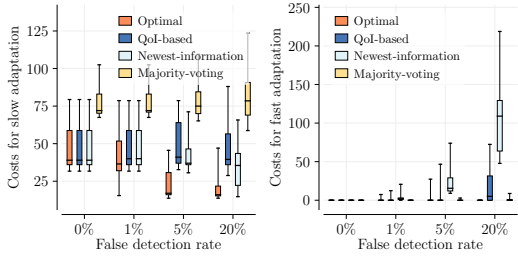 Costs for slow adaptation
125
100
75
50
25
Optimal
QoI-based
Newest-information
Majority-voting
0% 1% 5% 20%
False detection rate
Costs for fast adaptation
250
200
150
100
50
0
Optimal
QoI-based
Newest-information
Majority-voting
0% 1% 5% 20%
False detection rate